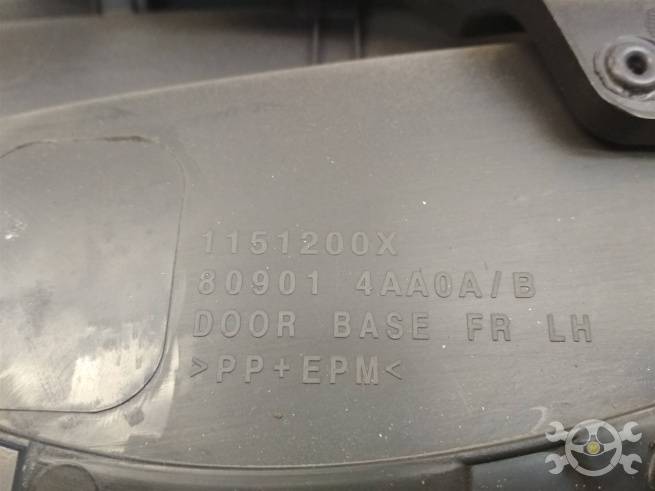 1151200X
80901 4AA0A/B
DOOR BASE FR LH
>PP+EPM<